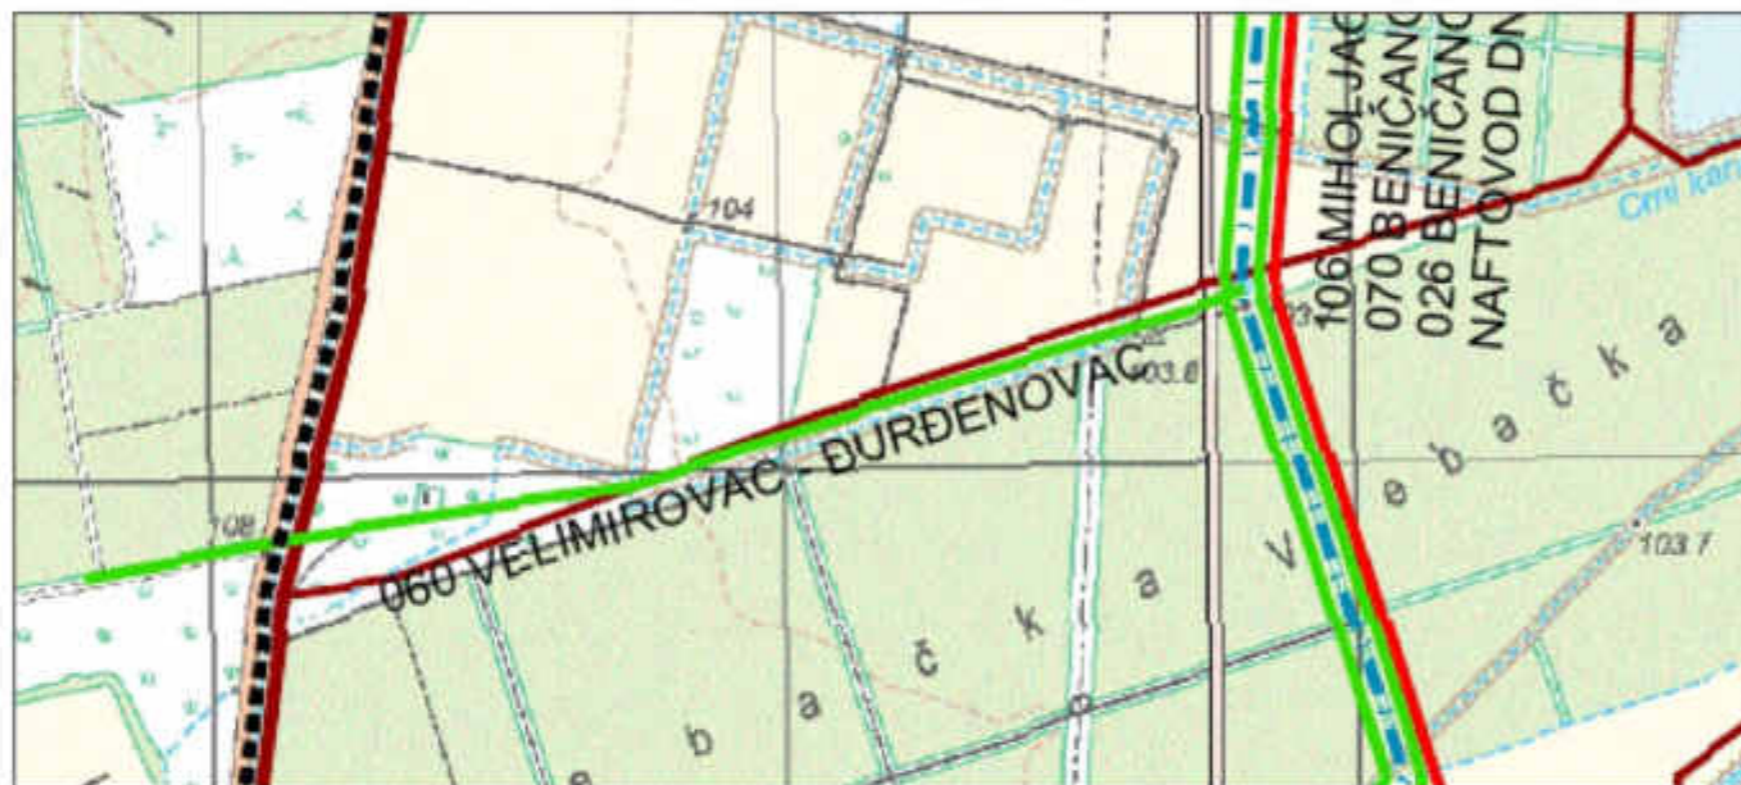 106 MIHOLJAC
070 BENIČANC
026 BENIČANC
NAFTOVOD DN
104
Crni kan
103.8
060 VELIMIROVAC - ĐURĐENOVAC
108
V e b a č k a
103.7
e b a č k a